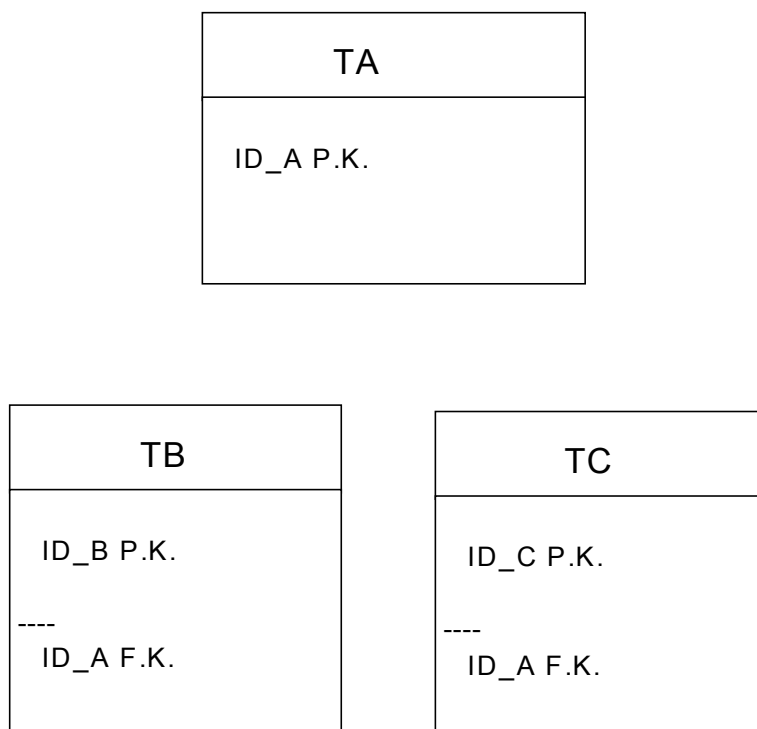 TA
ID_A P.K.
TB
ID_B P.K.
----
ID_A F.K.
TC
ID_C P.K.
----
ID_A F.K.